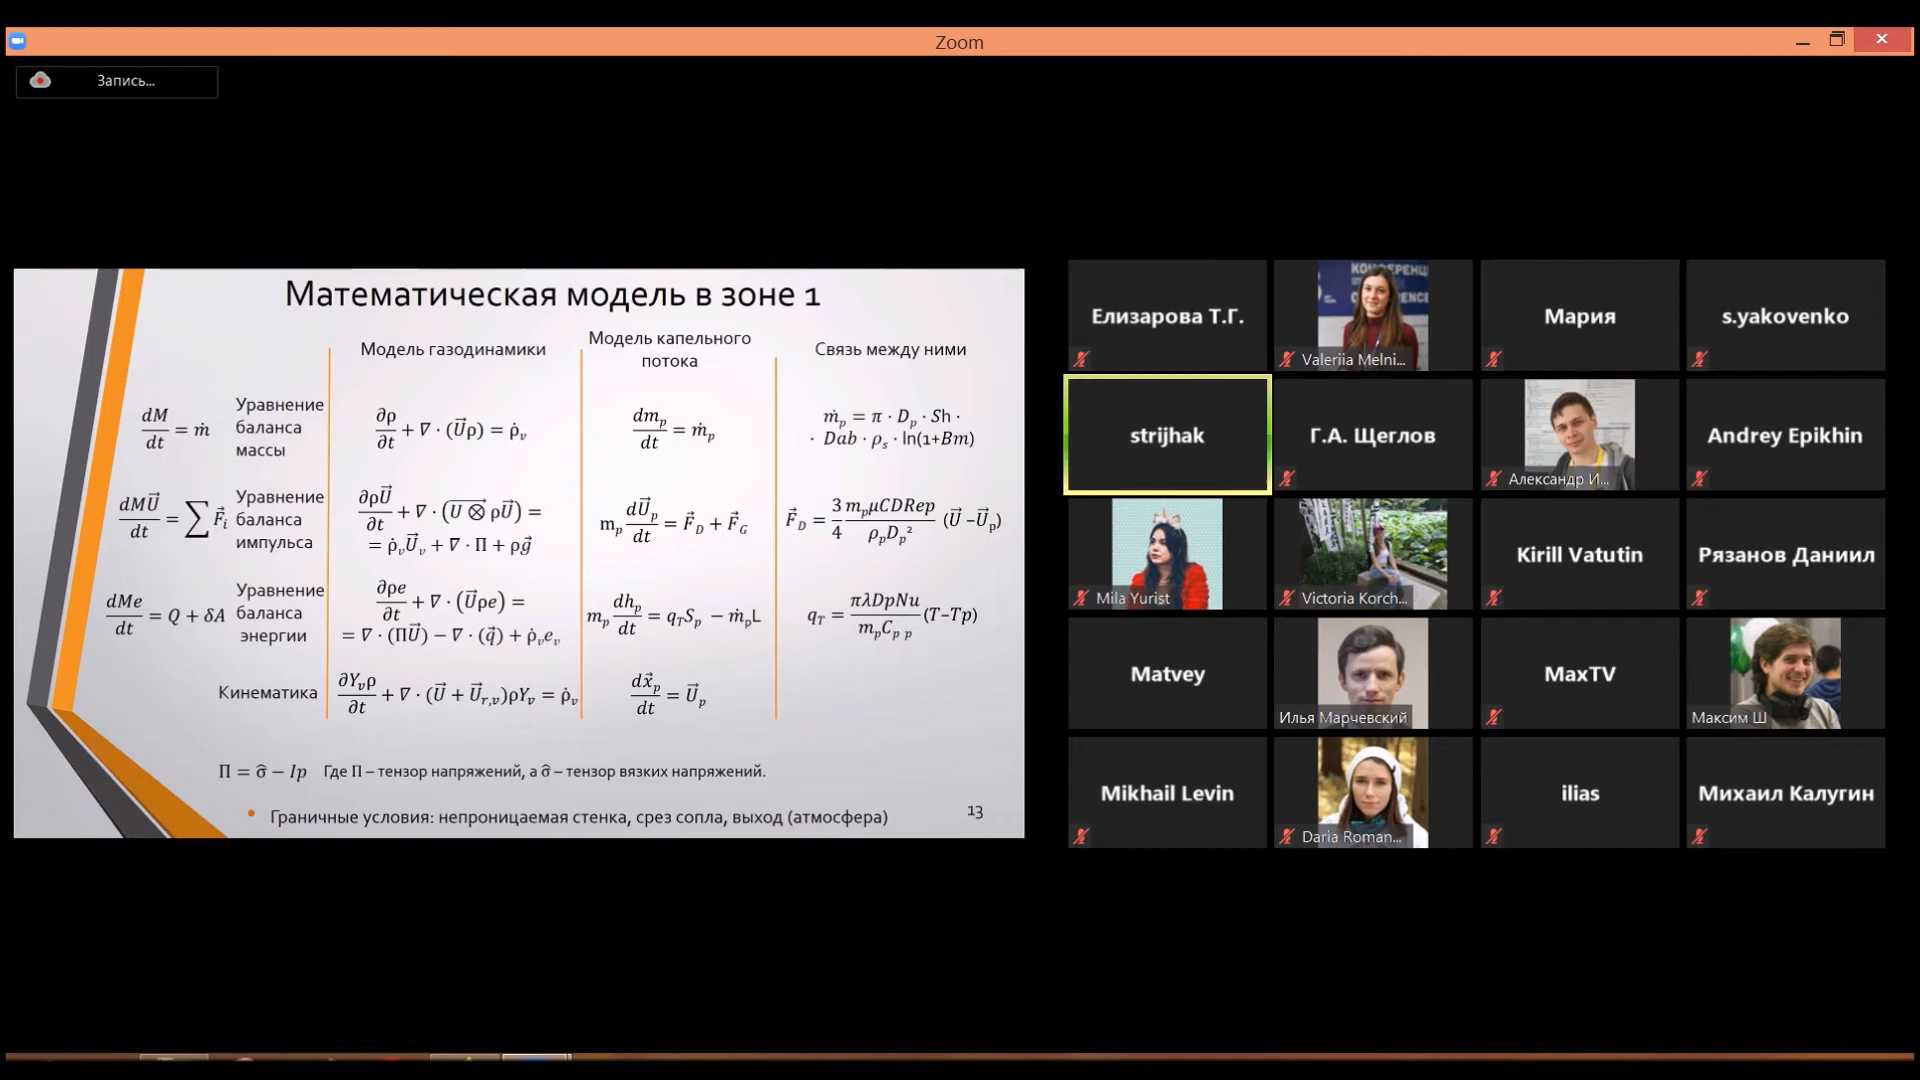 Zoom
Запись...
Математическая модель в зоне 1
Модель газодинамики
Модель капельного
потока
Связь между ними
dM/dt = ṁ
Уравнение
баланса
массы
∂ρ/∂t + ∇ · (U⃗ρ) = ρ̇ᵥ
dmₚ/dt = ṁₚ
ṁₚ = π · Dₚ · Sh ·
· Dab · ρₛ · ln(1+Bm)
dMU⃗/dt = ∑ F⃗ᵢ
Уравнение
баланса
импульса
∂ρU⃗/∂t + ∇ · (U ⊗ ρU⃗) =
= ρ̇ᵥU⃗ᵥ + ∇ · Π + ρg⃗
mₚ dU⃗ₚ/dt = F⃗_D + F⃗_G
F⃗_D = 3/4 mₚμCDRep/ρₚDₚ² (U⃗ –U⃗ₚ)
dMe/dt = Q + δA
Уравнение
баланса
энергии
∂ρe/∂t + ∇ · (U⃗ρe) =
= ∇ · (ΠU⃗) − ∇ · (q⃗) + ρ̇ᵥeᵥ
mₚ dhₚ/dt = q_T Sₚ − ṁₚL
q_T = πλDpNu/mₚCₚ ₚ (T–Tp)
Кинематика
∂Yᵥρ/∂t + ∇ · (U⃗ + U⃗ᵣ,ᵥ)ρYᵥ = ρ̇ᵥ
dx⃗ₚ/dt = U⃗ₚ
Π = σ̂ − Ip Где Π – тензор напряжений, а σ̂ – тензор вязких напряжений.
• Граничные условия: непроницаемая стенка, срез сопла, выход (атмосфера)
13
Елизарова Т.Г.
Valeriia Melni...
Мария
s.yakovenko
strijhak
Г.А. Щеглов
Александр И...
Andrey Epikhin
Mila Yurist
Victoria Korch...
Kirill Vatutin
Рязанов Даниил
Matvey
Илья Марчевский
MaxTV
Максим Ш
Mikhail Levin
Daria Roman...
ilias
Михаил Калугин